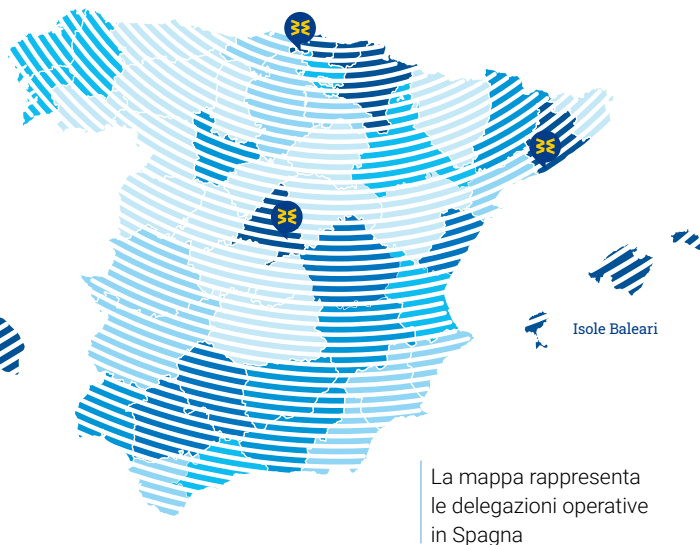 Isole Baleari
La mappa rappresenta
le delegazioni operative
in Spagna